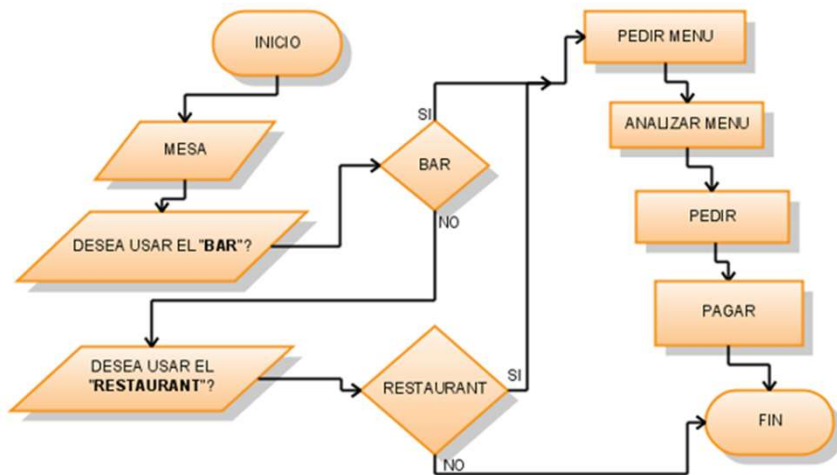 INICIO
MESA
DESEA USAR EL "BAR"?
BAR
SI
NO
DESEA USAR EL
"RESTAURANT"?
RESTAURANT
SI
NO
PEDIR MENU
ANALIZAR MENU
PEDIR
PAGAR
FIN